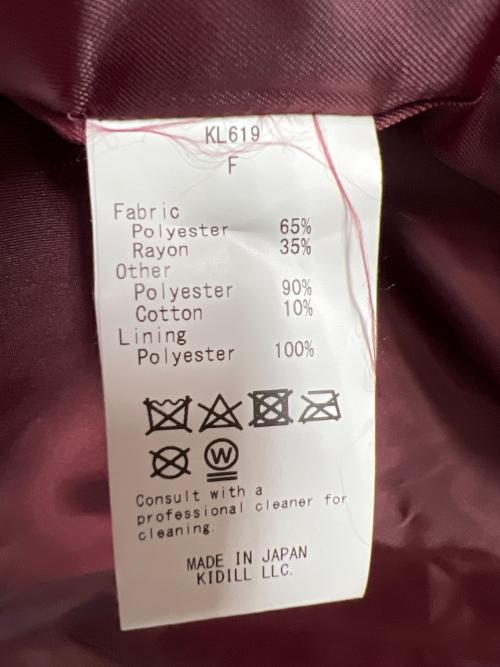 KL619
F
Fabric
Polyester 65%
Rayon 35%
Other
Polyester 90%
Cotton 10%
Lining
Polyester 100%
W
Consult with a
professional cleaner for
cleaning.
MADE IN JAPAN
KIDILL LLC.